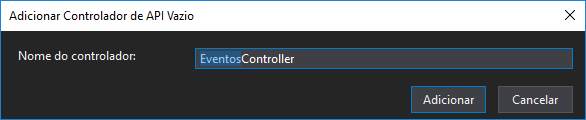 Adicionar Controlador de API Vazio
Nome do controlador:
EventosController
Adicionar
Cancelar